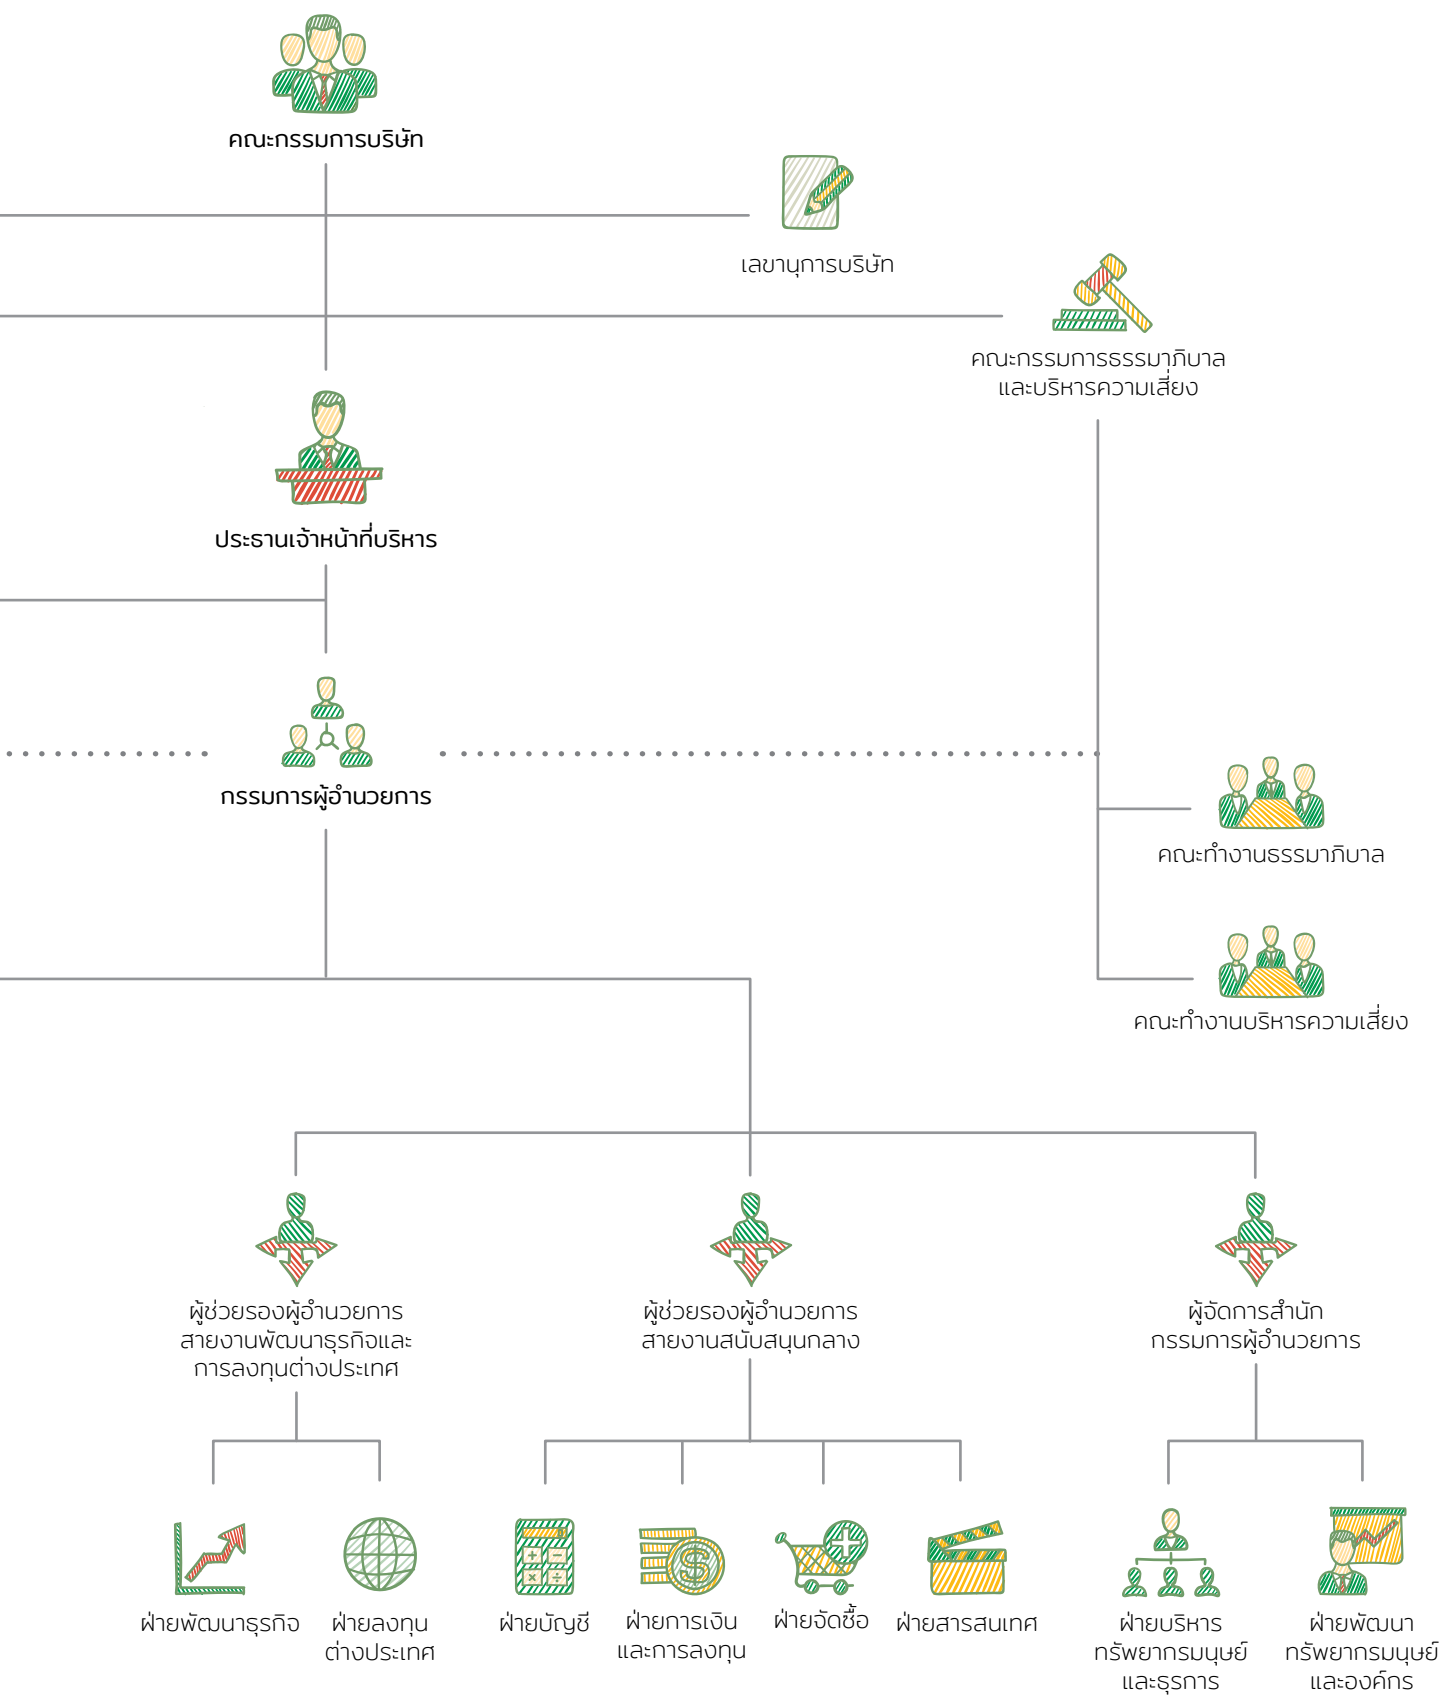 คณะกรรมการบริษัท
เลขานุการบริษัท
คณะกรรมการธรรมาภิบาล
และบริหารความเสี่ยง
ประธานเจ้าหน้าที่บริหาร
กรรมการผู้อำนวยการ
คณะทำงานธรรมาภิบาล
คณะทำงานบริหารความเสี่ยง
ผู้ช่วยรองผู้อำนวยการ
สายงานพัฒนาธุรกิจและ
การลงทุนต่างประเทศ
ผู้ช่วยรองผู้อำนวยการ
สายงานสนับสนุนกลาง
ผู้จัดการสำนัก
กรรมการผู้อำนวยการ
ฝ่ายพัฒนาธุรกิจ
ฝ่ายลงทุน
ต่างประเทศ
ฝ่ายบัญชี
ฝ่ายการเงิน
และการลงทุน
ฝ่ายจัดซื้อ
ฝ่ายสารสนเทศ
ฝ่ายบริหาร
ทรัพยากรมนุษย์
และธุรการ
ฝ่ายพัฒนา
ทรัพยากรมนุษย์
และองค์กร